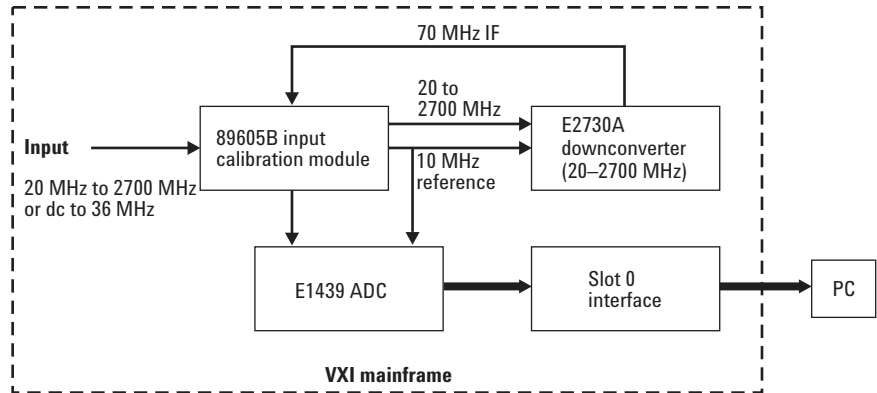 70 MHz IF
20 to
2700 MHz
89605B input
calibration module
E2730A
downconverter
(20–2700 MHz)
Input
10 MHz
reference
20 MHz to 2700 MHz
or dc to 36 MHz
E1439 ADC
Slot 0
interface
PC
VXI mainframe